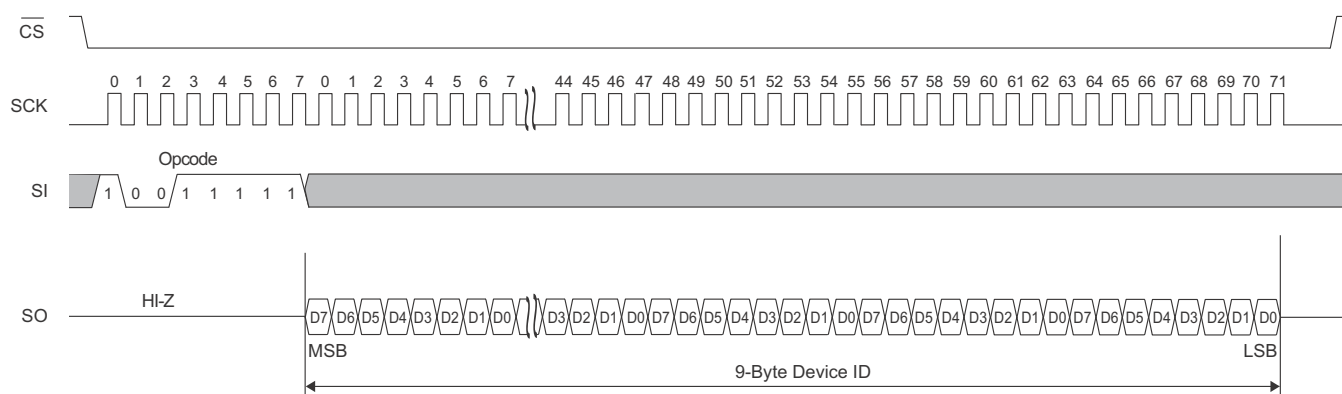 CS
0 1 2 3 4 5 6 7 0 1 2 3 4 5 6 7 44 45 46 47 48 49 50 51 52 53 54 55 56 57 58 59 60 61 62 63 64 65 66 67 68 69 70 71
SCK
Opcode
SI 1 0 0 1 1 1 1 1
HI-Z
SO D7 D6 D5 D4 D3 D2 D1 D0 D3 D2 D1 D0 D7 D6 D5 D4 D3 D2 D1 D0 D7 D6 D5 D4 D3 D2 D1 D0 D7 D6 D5 D4 D3 D2 D1 D0
MSB LSB
9-Byte Device ID